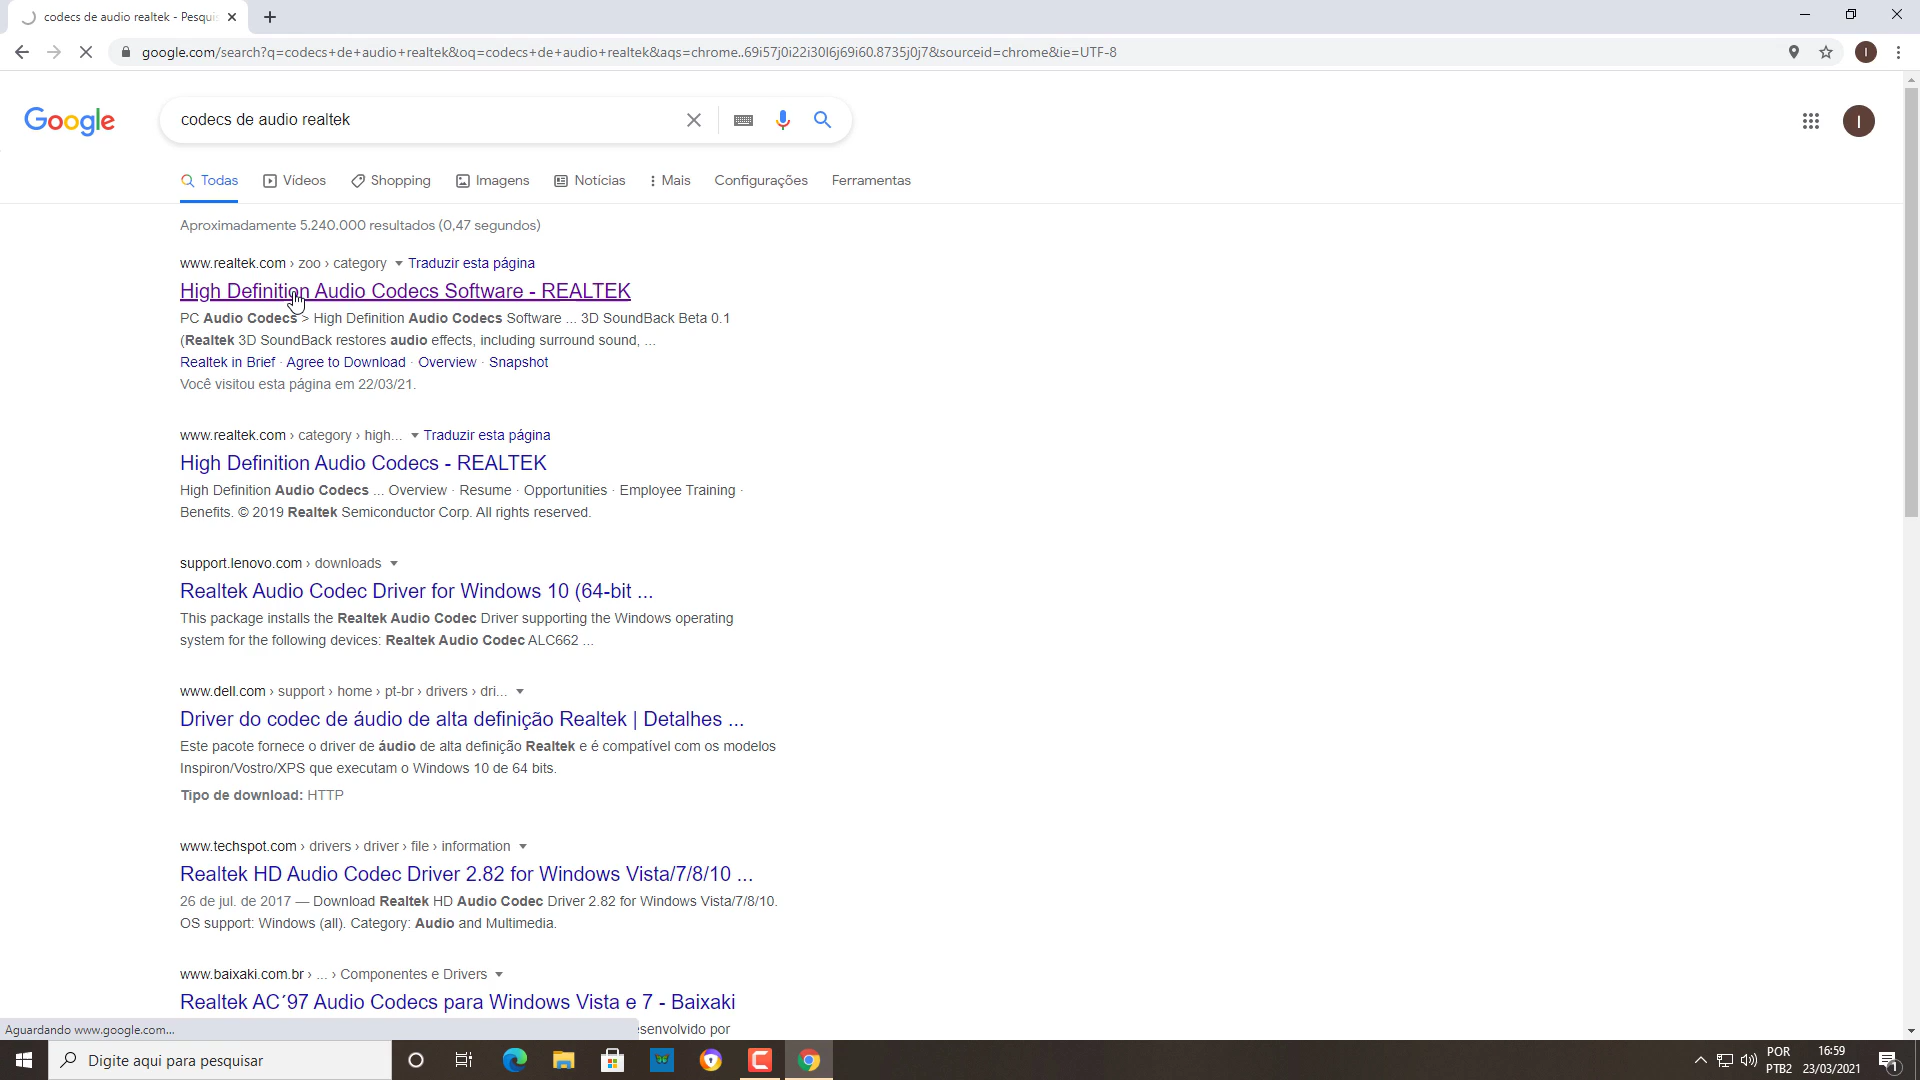 codecs de audio realtek - Pesqui
google.com/search?q=codecs+de+audio+realtek&oq=codecs+de+audio+realtek&aqs=chrome..69i57j0i22i30l6j69i60.8735j0j7&sourceid=chrome&ie=UTF-8
I
Google
codecs de audio realtek
I
Todas
Vídeos
Shopping
Imagens
Notícias
Mais
Configurações
Ferramentas
Aproximadamente 5.240.000 resultados (0,47 segundos)
www.realtek.com › zoo › category Traduzir esta página
High Definition Audio Codecs Software - REALTEK
PC Audio Codecs > High Definition Audio Codecs Software ... 3D SoundBack Beta 0.1
(Realtek 3D SoundBack restores audio effects, including surround sound, ...
Realtek in Brief · Agree to Download · Overview · Snapshot
Você visitou esta página em 22/03/21.
www.realtek.com › category › high... Traduzir esta página
High Definition Audio Codecs - REALTEK
High Definition Audio Codecs ... Overview · Resume · Opportunities · Employee Training ·
Benefits. © 2019 Realtek Semiconductor Corp. All rights reserved.
support.lenovo.com › downloads
Realtek Audio Codec Driver for Windows 10 (64-bit ...
This package installs the Realtek Audio Codec Driver supporting the Windows operating
system for the following devices: Realtek Audio Codec ALC662 ...
www.dell.com › support › home › pt-br › drivers › dri...
Driver do codec de áudio de alta definição Realtek | Detalhes ...
Este pacote fornece o driver de áudio de alta definição Realtek e é compatível com os modelos
Inspiron/Vostro/XPS que executam o Windows 10 de 64 bits.
Tipo de download: HTTP
www.techspot.com › drivers › driver › file › information
Realtek HD Audio Codec Driver 2.82 for Windows Vista/7/8/10 ...
26 de jul. de 2017 — Download Realtek HD Audio Codec Driver 2.82 for Windows Vista/7/8/10.
OS support: Windows (all). Category: Audio and Multimedia.
www.baixaki.com.br › ... › Componentes e Drivers
Realtek AC´97 Audio Codecs para Windows Vista e 7 - Baixaki
esenvolvido por
Aguardando www.google.com...
Digite aqui para pesquisar
POR
PTB2
16:59
23/03/2021
1